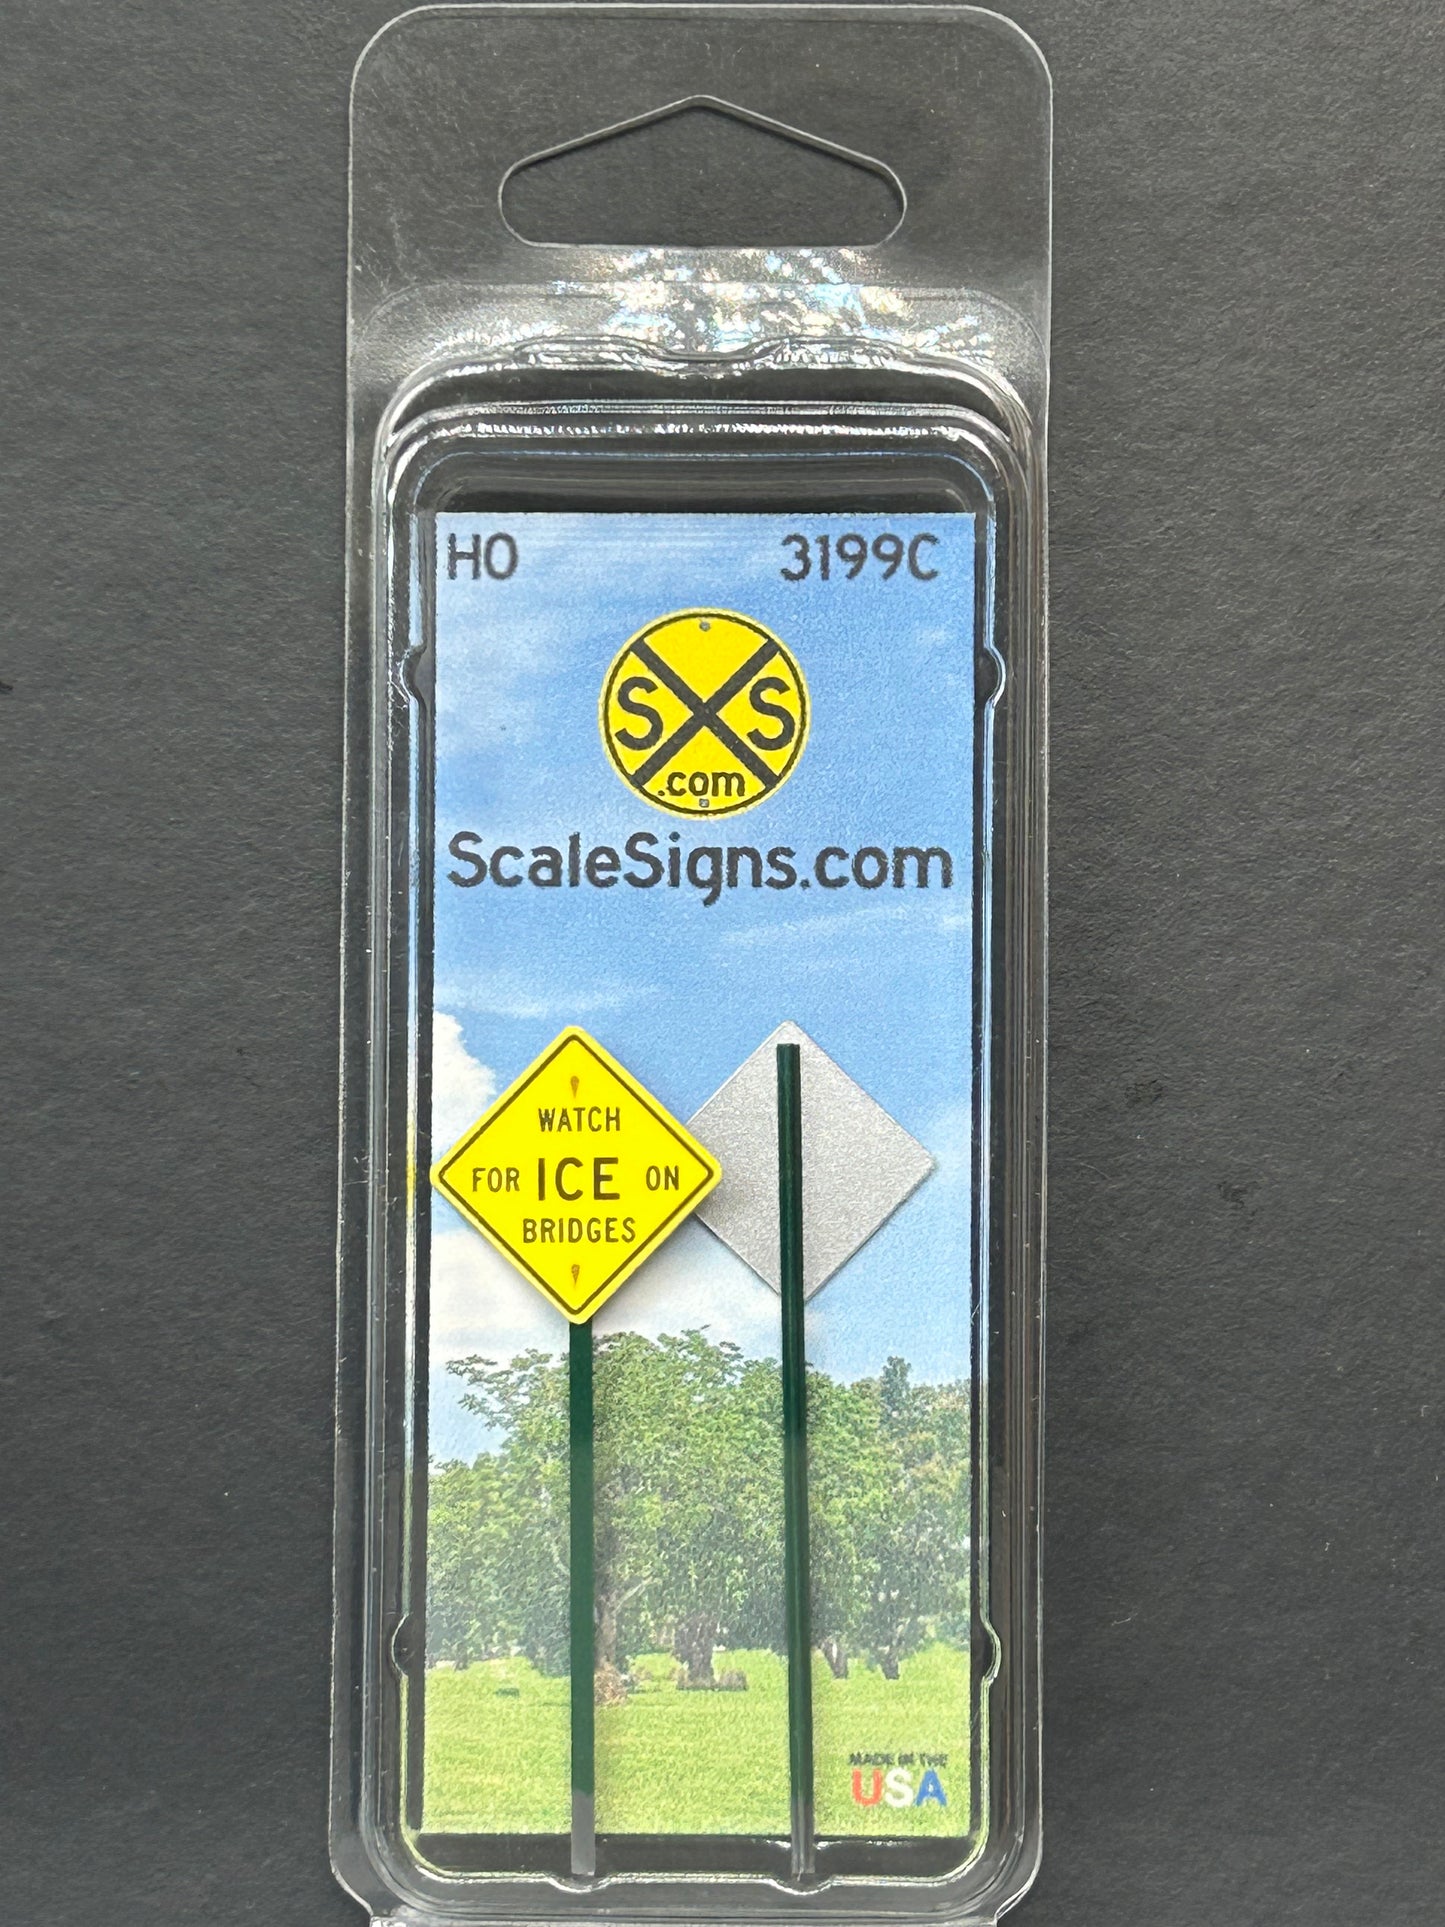 HO 3199C
S S
.com
ScaleSigns.com
WATCH
FOR ICE ON
BRIDGES
MADE IN THE
USA